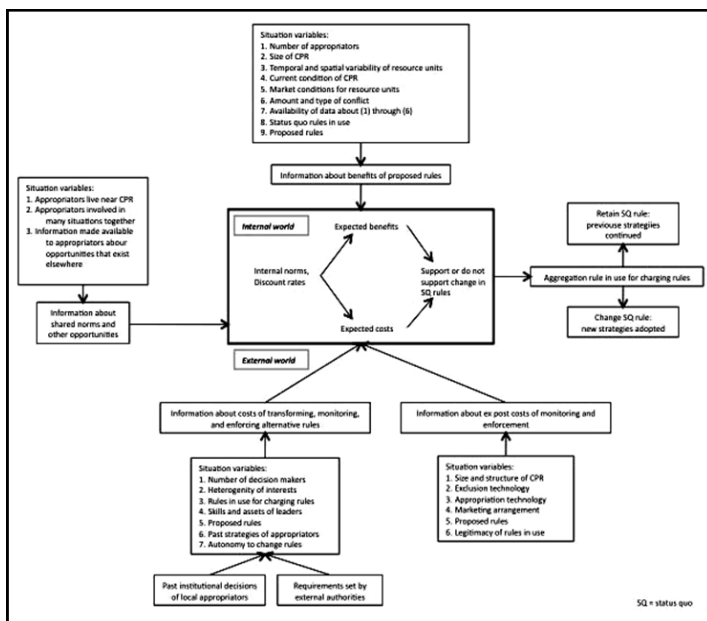 Situation variables:
1. Number of appropriators
2. Size of CPR
3. Temporal and spatial variability of resource units
4. Current condition of CPR
5. Market conditions for resource units
6. Amount and type of conflict
7. Availability of data about (1) through (6)
8. Status quo rules in use
9. Proposed rules
Information about benefits of proposed rules
Situation variables:
1. Appropriators live near CPR
2. Appropriators involved in
many situations together
3. Information made available
to appropriators abour
opportunities that exist
elsewhere
Information about
shared norms and
other opportunities
Internal world
Expected benefits
Internal norms,
Discount rates
Support or do not
support change in
SQ rules
Expected costs
External world
Retain SQ rule:
previouse strategiies
continued
Aggregation rule in use for charging rules
Change SQ rule:
new strategies adopted
Information about costs of transforming, monitoring,
and enforcing alternative rules
Information about ex post costs of monitoring and
enforcement
Situation variables:
1. Number of decision makers
2. Heterogenity of interests
3. Rules in use for charging rules
4. Skills and assets of leaders
5. Proposed rules
6. Past strategies of appropriators
7. Autonomy to change rules
Situation variables:
1. Size and structure of CPR
2. Exclusion technology
3. Appropriation technology
4. Marketing arrangement
5. Proposed rules
6. Legitimacy of rules in use
Past institutional decisions
of local appropriators
Requirements set by
external authorities
SQ = status quo